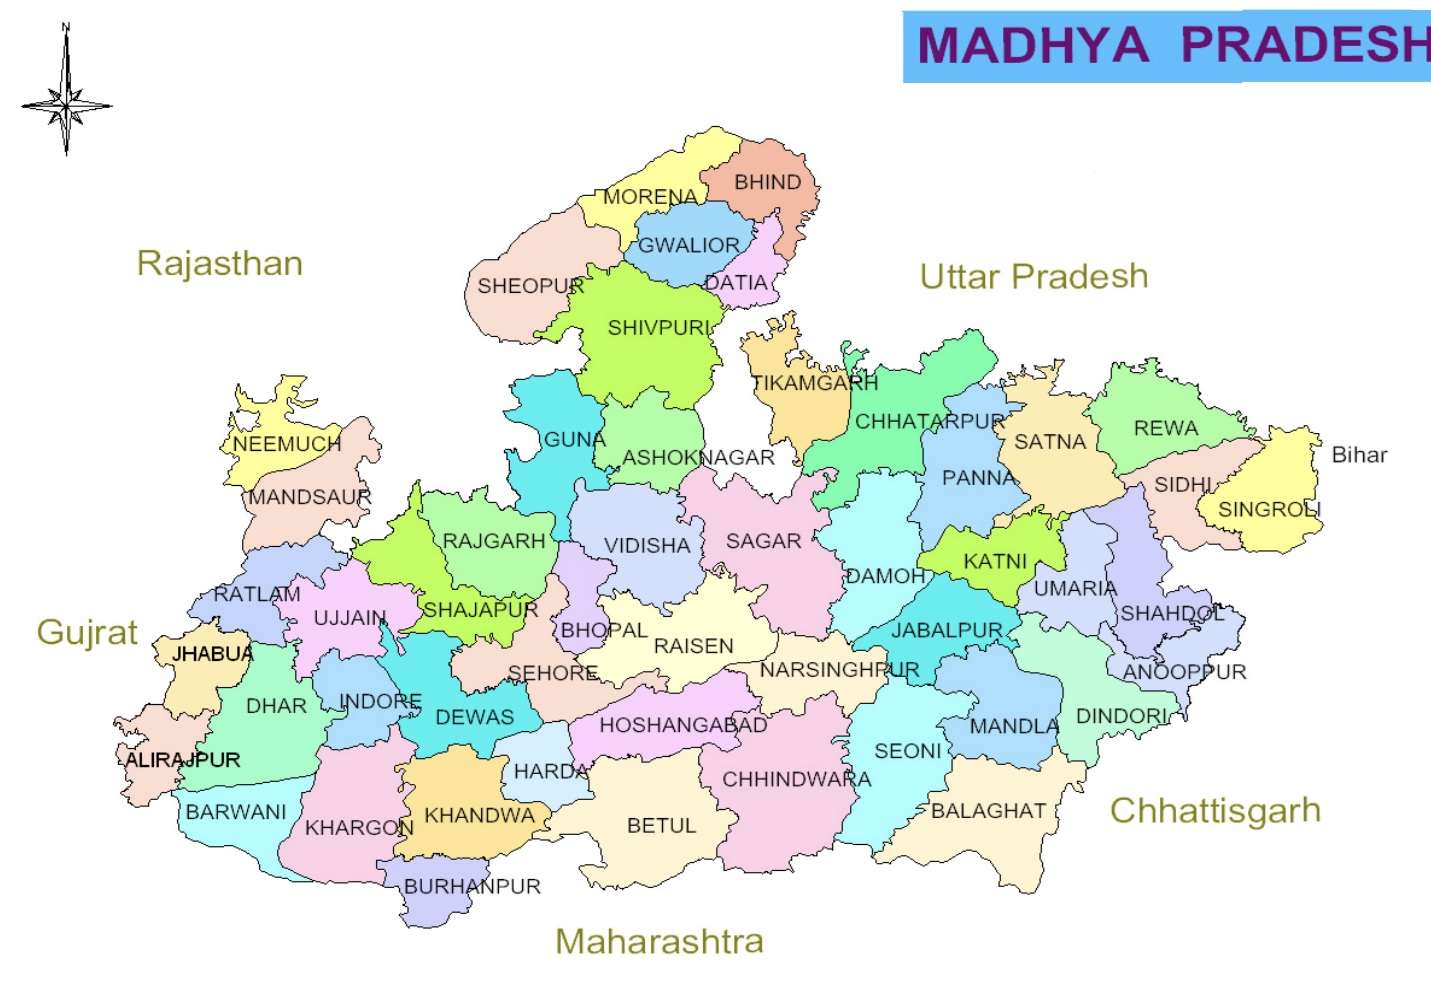 N
MADHYA PRADESH
BHIND
MORENA
GWALIOR
Rajasthan
Uttar Pradesh
SHEOPUR
DATIA
SHIVPURI
TIKAMGARH
CHHATARPUR
REWA
GUNA
SATNA
NEEMUCH
Bihar
ASHOKNAGAR
PANNA
SIDHI
MANDSAUR
SINGROLI
RAJGARH
SAGAR
VIDISHA
KATNI
DAMOH
UMARIA
RATLAM
SHAJAPUR
SHAHDOL
UJJAIN
Gujrat
BHOPAL
JABALPUR
RAISEN
JHABUA
NARSINGHPUR
SEHORE
ANOOPPUR
INDORE
DHAR
DEWAS
DINDORI
HOSHANGABAD
MANDLA
SEONI
ALIRAJPUR
HARDA
CHHINDWARA
BARWANI
BALAGHAT
Chhattisgarh
KHANDWA
KHARGON
BETUL
BURHANPUR
Maharashtra